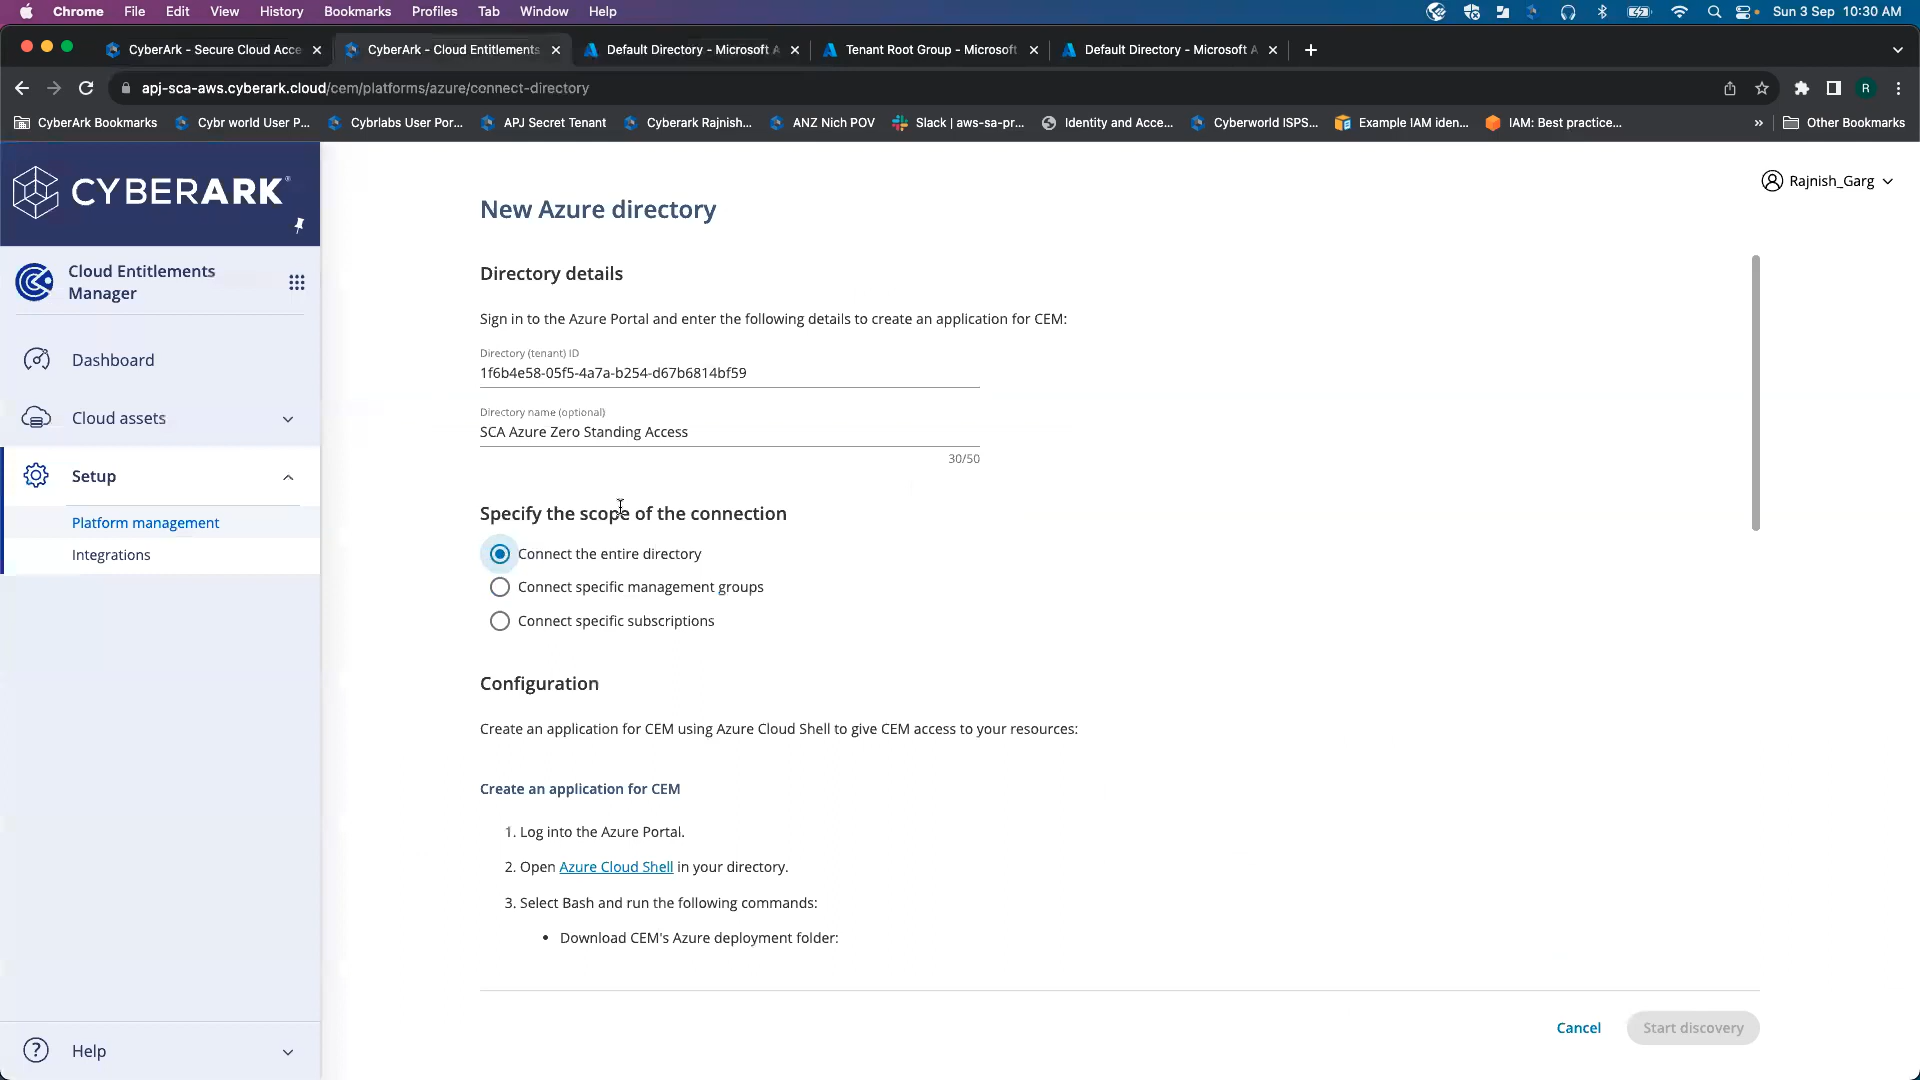 Chrome File Edit View History Bookmarks Profiles Tab Window Help Sun 3 Sep 10:30 AM
CyberArk - Secure Cloud Acce CyberArk - Cloud Entitlements Default Directory - Microsoft A Tenant Root Group - Microsoft Default Directory - Microsoft A
apj-sca-aws.cyberark.cloud/cem/platforms/azure/connect-directory R
CyberArk Bookmarks Cybr world User P... Cybrlabs User Por... APJ Secret Tenant Cyberark Rajnish... ANZ Nich POV Slack | aws-sa-pr... Identity and Acce... Cyberworld ISPS... Example IAM iden... IAM: Best practice... » Other Bookmarks
CYBERARK®
Rajnish_Garg
Cloud Entitlements
Manager
Dashboard
Cloud assets
Setup
Platform management
Integrations
Help
New Azure directory
Directory details
Sign in to the Azure Portal and enter the following details to create an application for CEM:
Directory (tenant) ID
1f6b4e58-05f5-4a7a-b254-d67b6814bf59
Directory name (optional)
SCA Azure Zero Standing Access
30/50
Specify the scope of the connection
Connect the entire directory
Connect specific management groups
Connect specific subscriptions
Configuration
Create an application for CEM using Azure Cloud Shell to give CEM access to your resources:
Create an application for CEM
1. Log into the Azure Portal.
2. Open Azure Cloud Shell in your directory.
3. Select Bash and run the following commands:
• Download CEM's Azure deployment folder:
Cancel
Start discovery